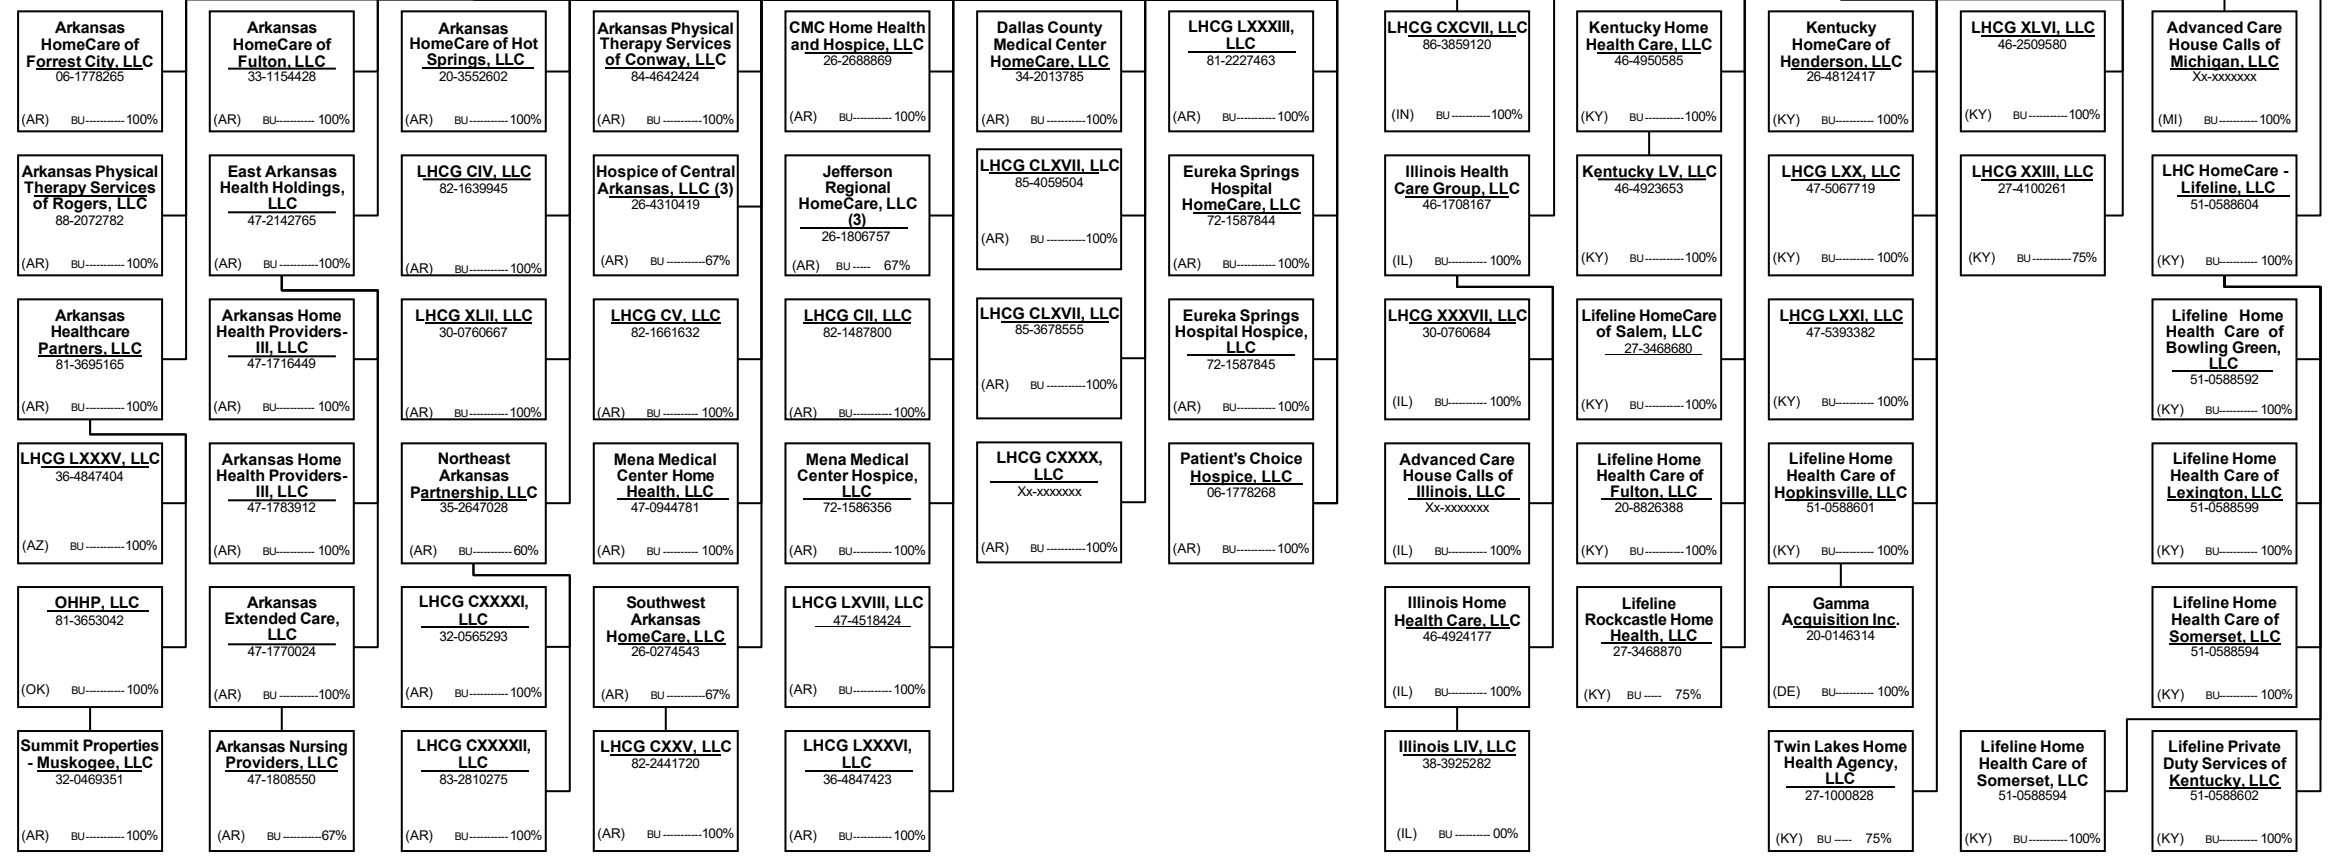 Arkansas
HomeCare of
Forrest City, LLC
06-1778265
(AR) BU----------- 100%
Arkansas
HomeCare of
Fulton, LLC
33-1154428
(AR) BU----------- 100%
Arkansas
HomeCare of Hot
Springs, LLC
20-3552602
(AR) BU----------- 100%
Arkansas Physical
Therapy Services
of Conway, LLC
84-4642424
(AR) BU -----------100%
CMC Home Health
and Hospice, LLC
26-2688869
(AR) BU----------- 100%
Dallas County
Medical Center
HomeCare, LLC
34-2013785
(AR) BU ----------- 100%
LHCG LXXXIII,
LLC
81-2227463
(AR) BU----------- 100%
LHCG CXCVII, LLC
86-3859120
(IN) BU -----------100%
Kentucky Home
Health Care, LLC
46-4950585
(KY) BU -----------100%
Kentucky
HomeCare of
Henderson, LLC
26-4812417
(KY) BU----------- 100%
LHCG XLVI, LLC
46-2509580
(KY) BU----------- 100%
Advanced Care
House Calls of
Michigan, LLC
Xx-xxxxxxx
(MI) BU----------- 100%
Arkansas Physical
Therapy Services
of Rogers, LLC
88-2072782
(AR) BU----------- 100%
East Arkansas
Health Holdings,
LLC
47-2142765
(AR) BU -----------100%
LHCG CIV, LLC
82-1639945
(AR) BU----------- 100%
Hospice of Central
Arkansas, LLC (3)
26-4310419
(AR) BU -----------67%
Jefferson
Regional
HomeCare, LLC
(3)
26-1806757
(AR) BU ----- 67%
LHCG CLXVII, LLC
85-4059504
(AR) BU -----------100%
Eureka Springs
Hospital
HomeCare, LLC
72-1587844
(AR) BU----------- 100%
Illinois Health
Care Group, LLC
46-1708167
(IL) BU----------- 100%
Kentucky LV, LLC
46-4923653
(KY) BU -----------100%
LHCG LXX, LLC
47-5067719
(KY) BU----------- 100%
LHCG XXIII, LLC
27-4100261
(KY) BU -----------75%
LHC HomeCare -
Lifeline, LLC
51-0588604
(KY) BU----------- 100%
Arkansas
Healthcare
Partners, LLC
81-3695165
(AR) BU----------- 100%
Arkansas Home
Health Providers-
III, LLC
47-1716449
(AR) BU----------- 100%
LHCG XLII, LLC
30-0760667
(AR) BU----------- 100%
LHCG CV, LLC
82-1661632
(AR) BU----------- 100%
LHCG CII, LLC
82-1487800
(AR) BU----------- 100%
LHCG CLXVII, LLC
85-3678555
(AR) BU -----------100%
Eureka Springs
Hospital Hospice,
LLC
72-1587845
(AR) BU----------- 100%
LHCG XXXVII, LLC
30-0760684
(IL) BU----------- 100%
Lifeline HomeCare
of Salem, LLC
27-3468680
(KY) BU -----------100%
LHCG LXXI, LLC
47-5393382
(KY) BU----------- 100%
Lifeline Home
Health Care of
Bowling Green,
LLC
51-0588592
(KY) BU----------- 100%
LHCG LXXXV, LLC
36-4847404
(AZ) BU -----------100%
Arkansas Home
Health Providers-
III, LLC
47-1783912
(AR) BU----------- 100%
Northeast
Arkansas
Partnership, LLC
35-2647028
(AR) BU----------- 60%
Mena Medical
Center Home
Health, LLC
47-0944781
(AR) BU----------- 100%
Mena Medical
Center Hospice,
LLC
72-1586356
(AR) BU----------- 100%
LHCG CXXXX,
LLC
Xx-xxxxxxx
(AR) BU -----------100%
Patient's Choice
Hospice, LLC
06-1778268
(AR) BU----------- 100%
Advanced Care
House Calls of
Illinois, LLC
Xx-xxxxxxx
(IL) BU----------- 100%
Lifeline Home
Health Care of
Fulton, LLC
20-8826388
(KY) BU----------- 100%
Lifeline Home
Health Care of
Hopkinsville, LLC
51-0588601
(KY) BU----------- 100%
Lifeline Home
Health Care of
Lexington, LLC
51-0588599
(KY) BU----------- 100%
OHHP, LLC
81-3653042
(OK) BU----------- 100%
Arkansas
Extended Care,
LLC
47-1770024
(AR) BU -----------100%
LHCG CXXXXI,
LLC
32-0565293
(AR) BU----------- 100%
Southwest
Arkansas
HomeCare, LLC
26-0274543
(AR) BU -----------67%
LHCG LXVIII, LLC
47-4518424
(AR) BU----------- 100%
Illinois Home
Health Care, LLC
46-4924177
(IL) BU----------- 100%
Lifeline
Rockcastle Home
Health, LLC
27-3468870
(KY) BU ----- 75%
Gamma
Acquisition Inc.
20-0146314
(DE) BU----------- 100%
Lifeline Home
Health Care of
Somerset, LLC
51-0588594
(KY) BU----------- 100%
Summit Properties
- Muskogee, LLC
32-0469351
(AR) BU----------- 100%
Arkansas Nursing
Providers, LLC
47-1808550
(AR) BU -----------67%
LHCG CXXXXII,
LLC
83-2810275
(AR) BU----------- 100%
LHCG CXXV, LLC
82-2441720
(AR) BU -----------100%
LHCG LXXXVI,
LLC
36-4847423
(AR) BU----------- 100%
Illinois LIV, LLC
38-3925282
(IL) BU ---------- 00%
Twin Lakes Home
Health Agency,
LLC
27-1000828
(KY) BU ----- 75%
Lifeline Home
Health Care of
Somerset, LLC
51-0588594
(KY) BU -----------100%
Lifeline Private
Duty Services of
Kentucky, LLC
51-0588602
(KY) BU----------- 100%